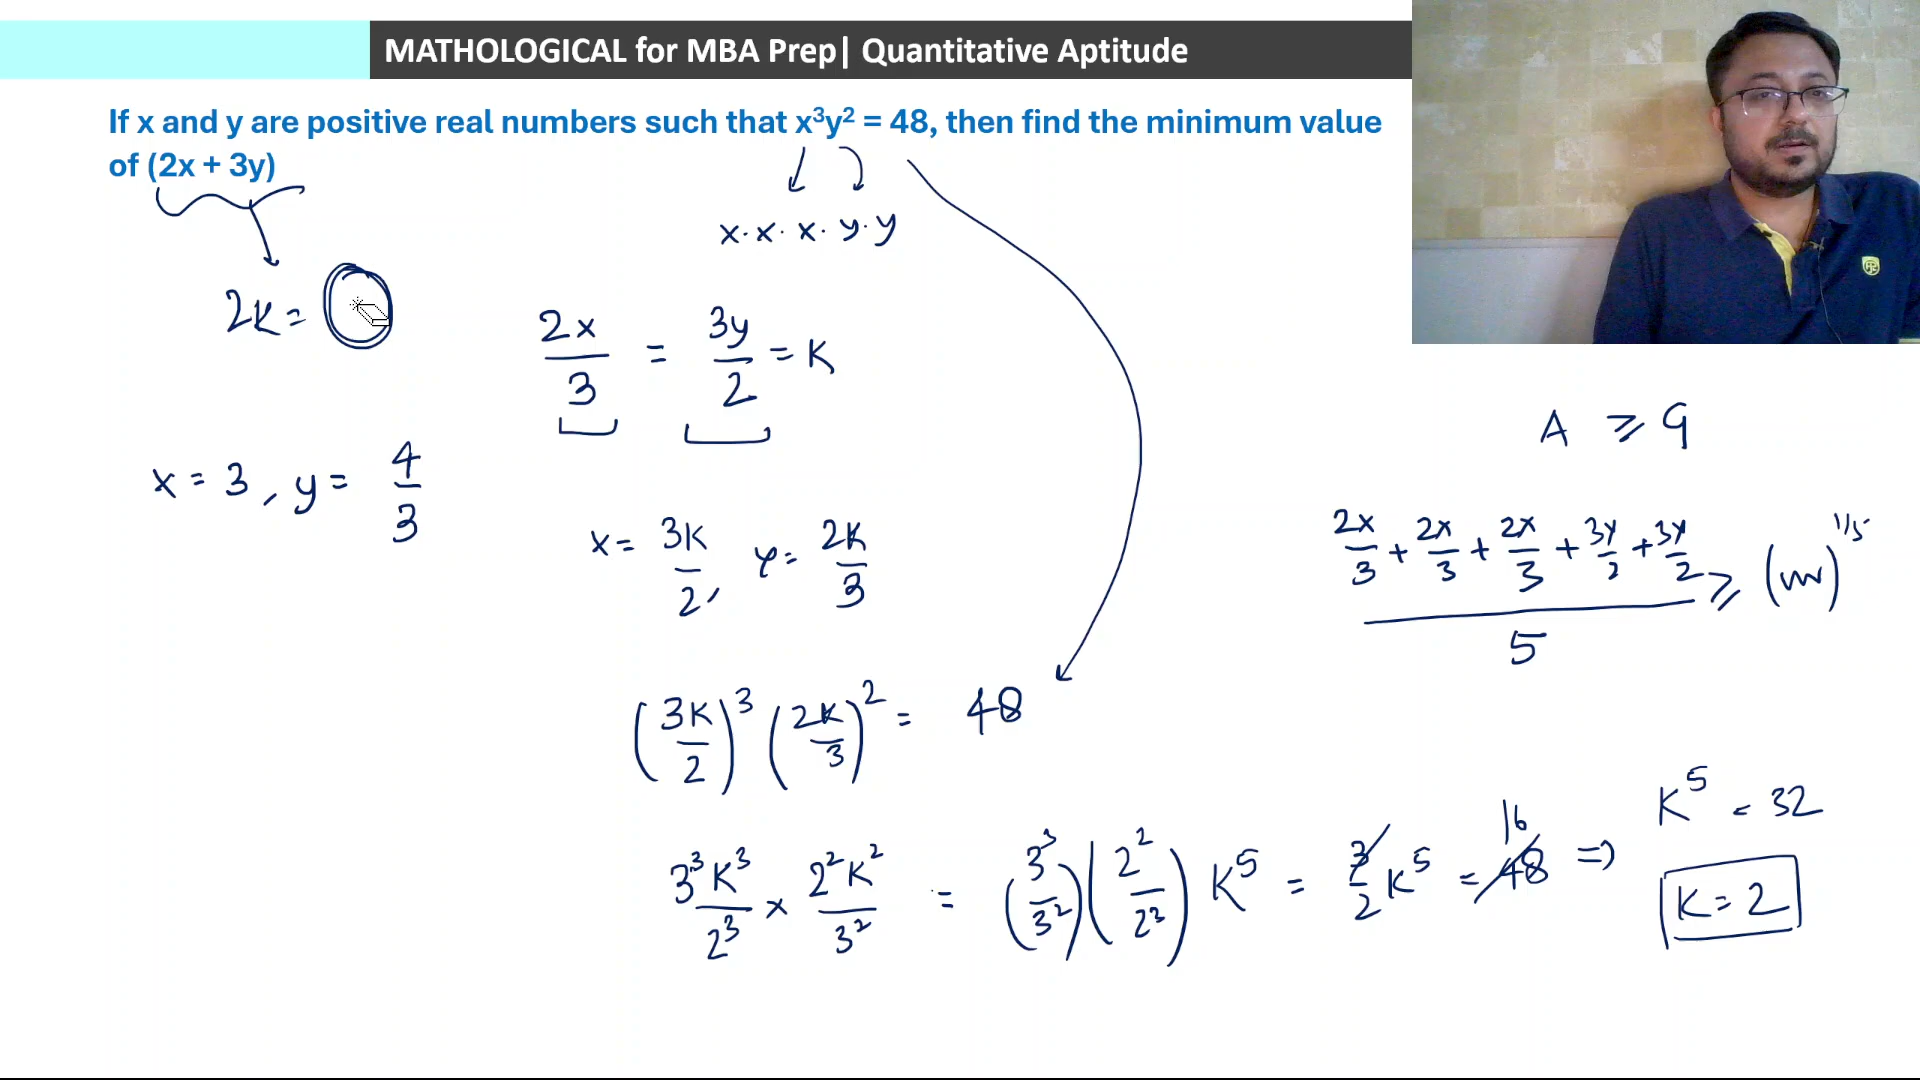 MATHOLOGICAL for MBA Prep| Quantitative Aptitude
If x and y are positive real numbers such that x³y² = 48, then find the minimum value
of (2x + 3y)
x · x · x · y · y
2K =
2x/3 = 3y/2 = K
A ≥ G
x = 3, y = 4/3
x = 3K/2, y = 2K/3
(2x/3 + 2x/3 + 2x/3 + 3y/2 + 3y/2)/5 ≥ ( )^1/5
(3K/2)³ (2K/3)² = 48
3³K³/2³ × 2²K²/3² = (3³/3²)(2²/2³) K⁵ = 3/2 K⁵ = 48 16 ⇒ K⁵ = 32
K = 2